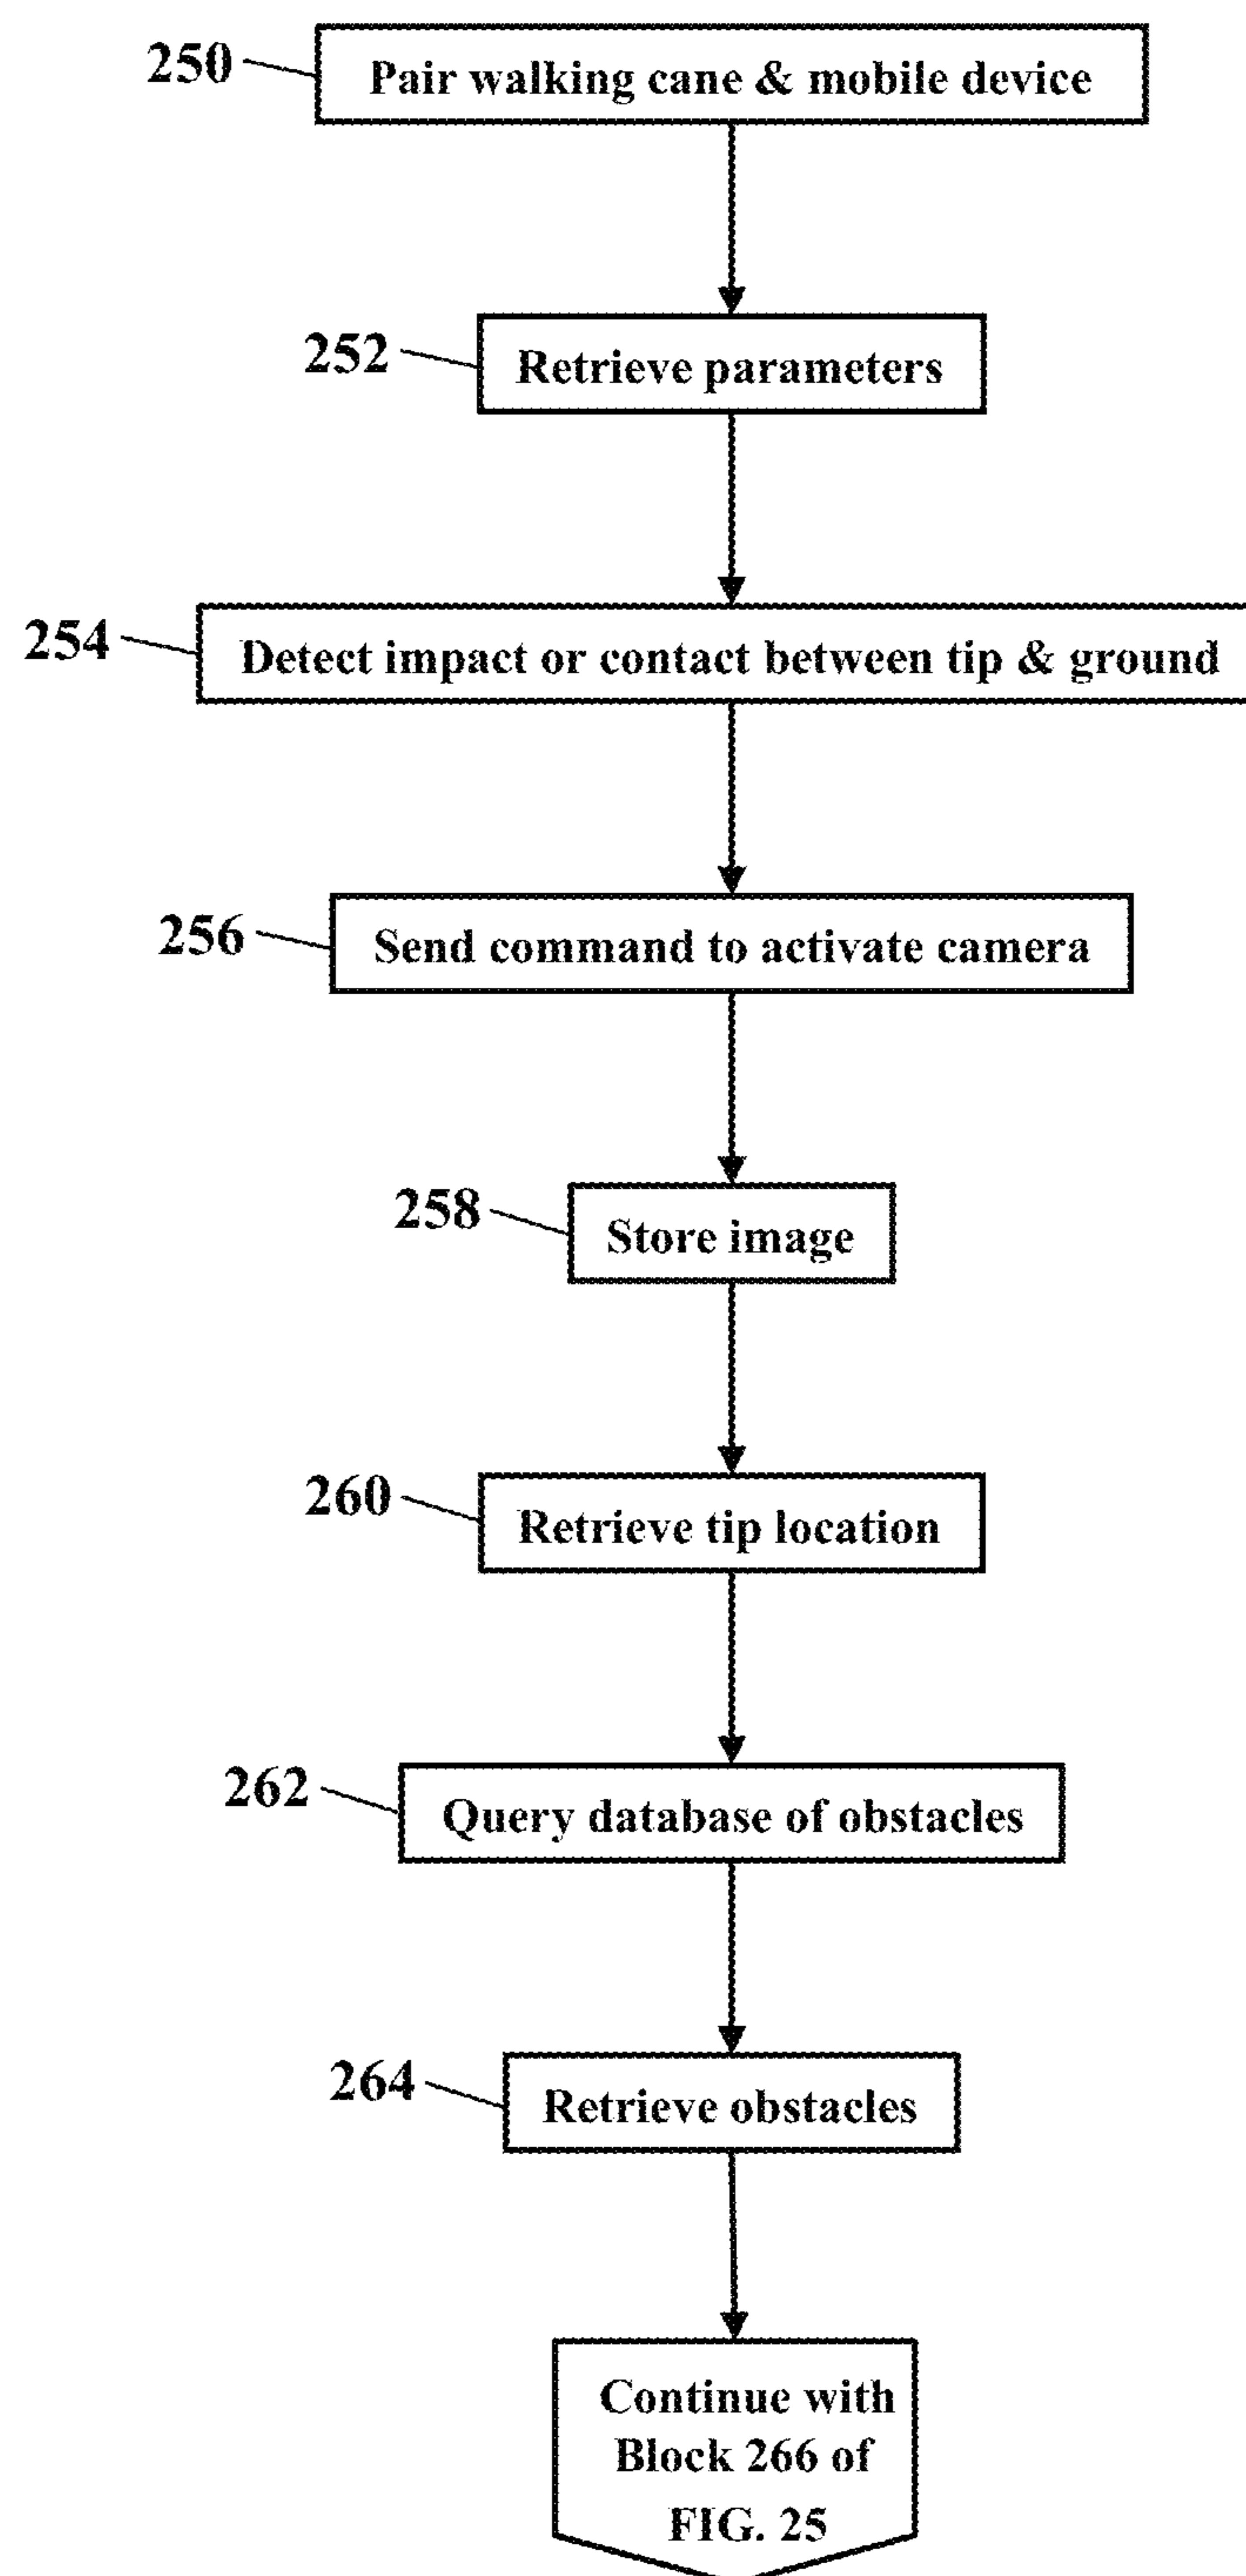 250
Pair walking cane & mobile device
252
Retrieve parameters
254
Detect impact or contact between tip & ground
256
Send command to activate camera
258
Store image
260
Retrieve tip location
262
Query database of obstacles
264
Retrieve obstacles
Continue with
Block 266 of
FIG. 25